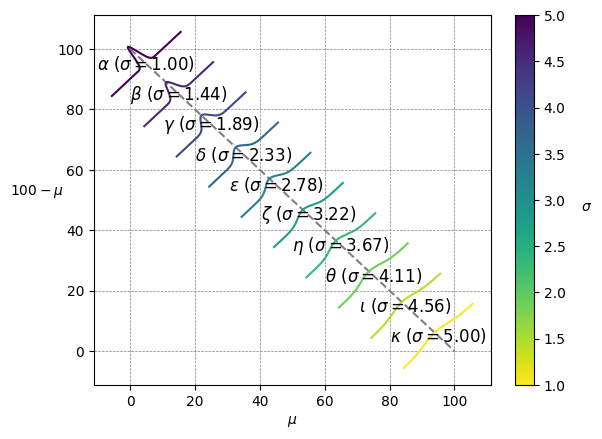 α (σ = 1.00)
β (σ = 1.44)
γ (σ = 1.89)
δ (σ = 2.33)
ε (σ = 2.78)
ζ (σ = 3.22)
η (σ = 3.67)
θ (σ = 4.11)
ι (σ = 4.56)
κ (σ = 5.00)
100
80
60
40
20
0
100 − μ
0 20 40 60 80 100
μ
5.0
4.5
4.0
3.5
3.0
2.5
2.0
1.5
1.0
σ